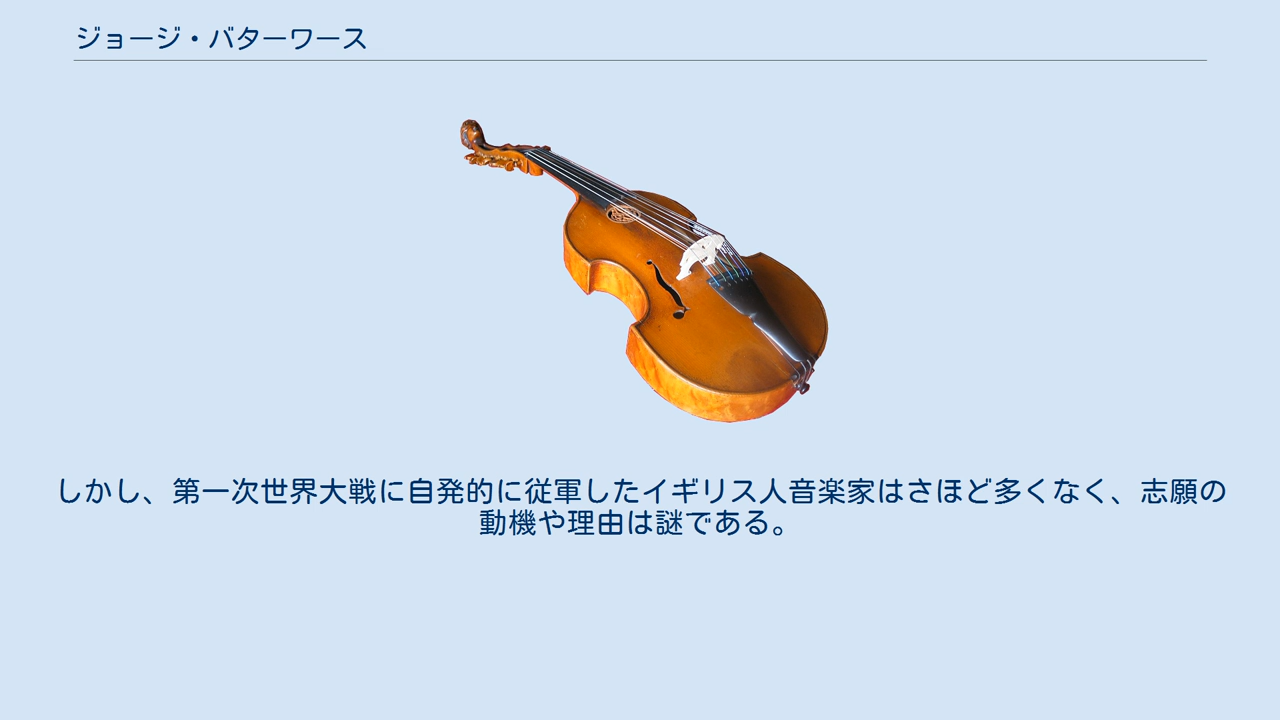 ジョージ・バターワース
しかし、第一次世界大戦に自発的に従軍したイギリス人音楽家はさほど多くなく、志願の
動機や理由は謎である。